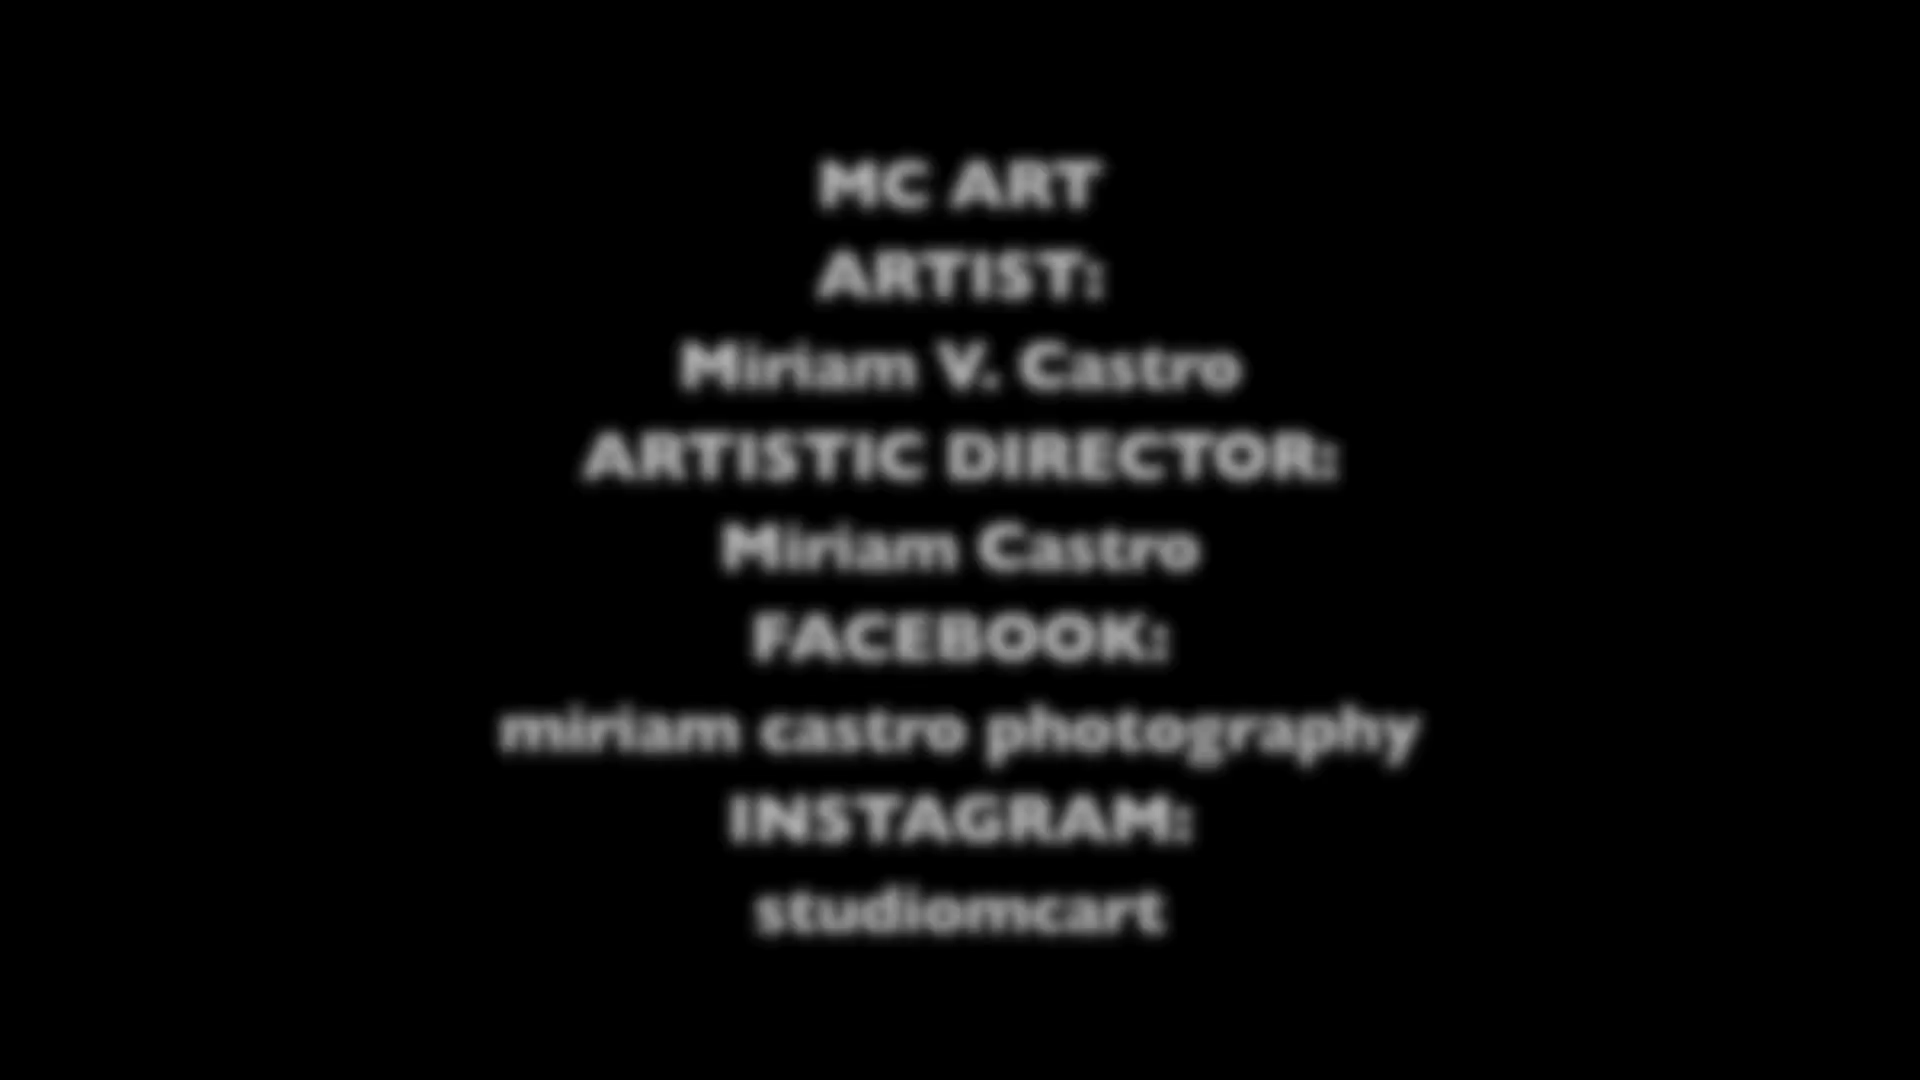 MC ART
ARTIST:
Miriam V. Castro
ARTISTIC DIRECTOR:
Miriam Castro
FACEBOOK:
miriam castro photography
INSTAGRAM:
studiomcart